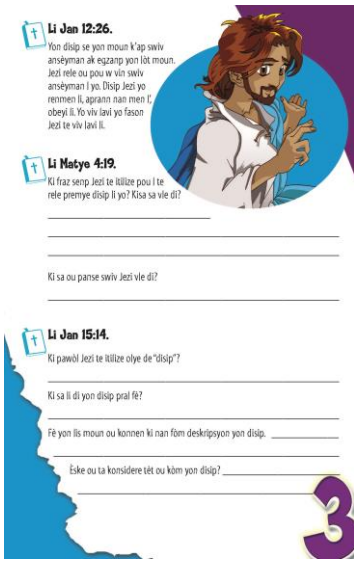 Li Jan 12:26.
Yon disip se yon moun k'ap swiv
ansèyman ak egzanp yon lòt moun.
Jezi rele ou pou w vin swiv
ansèyman l yo. Disip Jezi yo
renmen li, aprann nan men l',
obeyi li. Yo viv lavi yo fason
Jezi te viv lavi li.
Li Matye 4:19.
Ki fraz senp Jezi te itilize pou l te
rele premye disip li yo? Kisa sa vle di?
Ki sa ou panse swiv Jezi vle di?
Li Jan 15:14.
Ki pawòl Jezi te itilize olye de "disip"?
Ki sa li di yon disip pral fè?
Fè yon lis moun ou konnen ki nan fòm deskripsyon yon disip.
Èske ou ta konsidere tèt ou kòm yon disip?
3